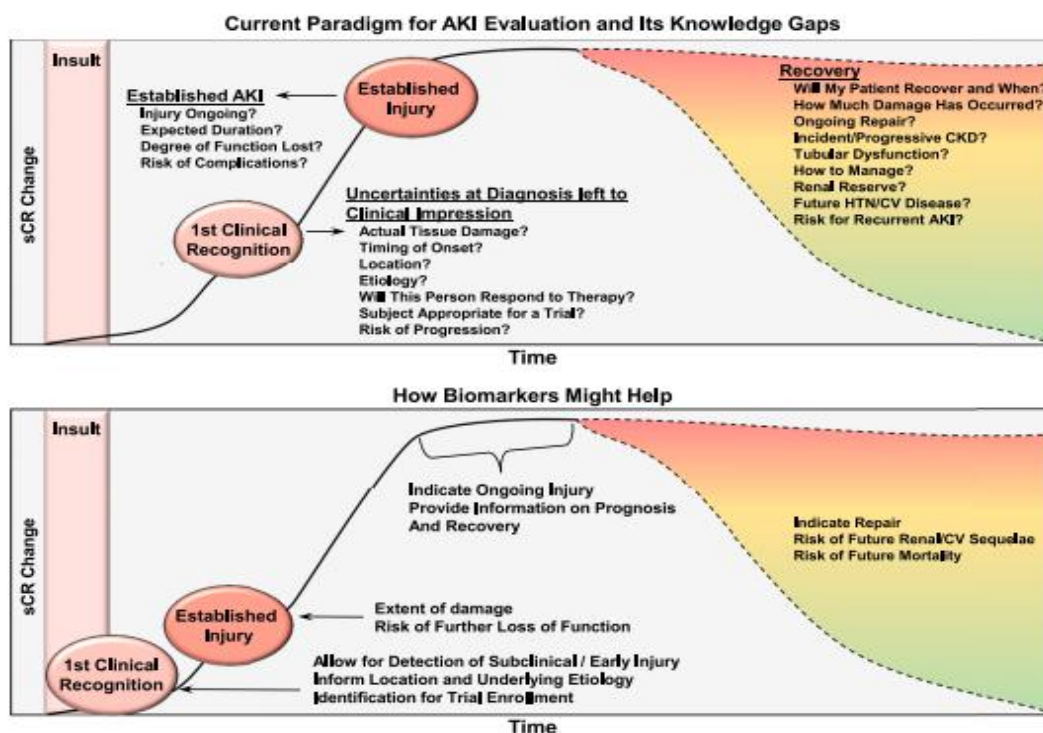 Current Paradigm for AKI Evaluation and Its Knowledge Gaps
Insult
Established AKI
Injury Ongoing?
Expected Duration?
Degree of Function Lost?
Risk of Complications?
Established
Injury
1st Clinical
Recognition
Uncertainties at Diagnosis left to
Clinical Impression
Actual Tissue Damage?
Timing of Onset?
Location?
Etiology?
Will This Person Respond to Therapy?
Subject Appropriate for a Trial?
Risk of Progression?
Recovery
Will My Patient Recover and When?
How Much Damage Has Occurred?
Ongoing Repair?
Incident/Progressive CKD?
Tubular Dysfunction?
How to Manage?
Renal Reserve?
Future HTN/CV Disease?
Risk for Recurrent AKI?
sCR Change
Time
How Biomarkers Might Help
Insult
Indicate Ongoing Injury
Provide Information on Prognosis
And Recovery
Indicate Repair
Risk of Future Renal/CV Sequelae
Risk of Future Mortality
Established
Injury
Extent of damage
Risk of Further Loss of Function
1st Clinical
Recognition
Allow for Detection of Subclinical / Early Injury
Inform Location and Underlying Etiology
Identification for Trial Enrollment
sCR Change
Time